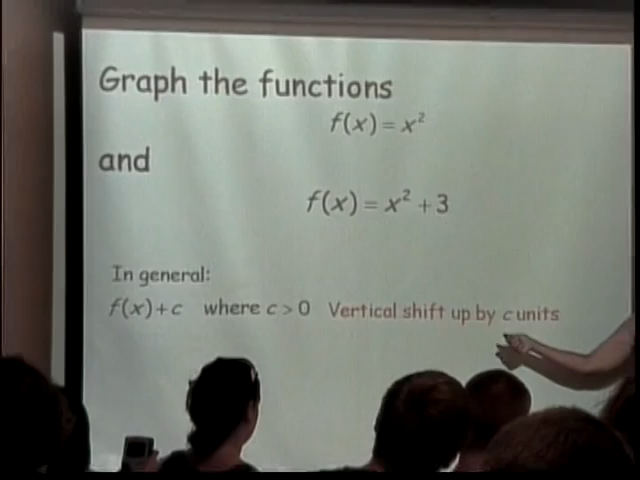 Graph the functions
f(x) = x²
and
f(x) = x² + 3
In general:
f(x) + c where c > 0 Vertical shift up by c units